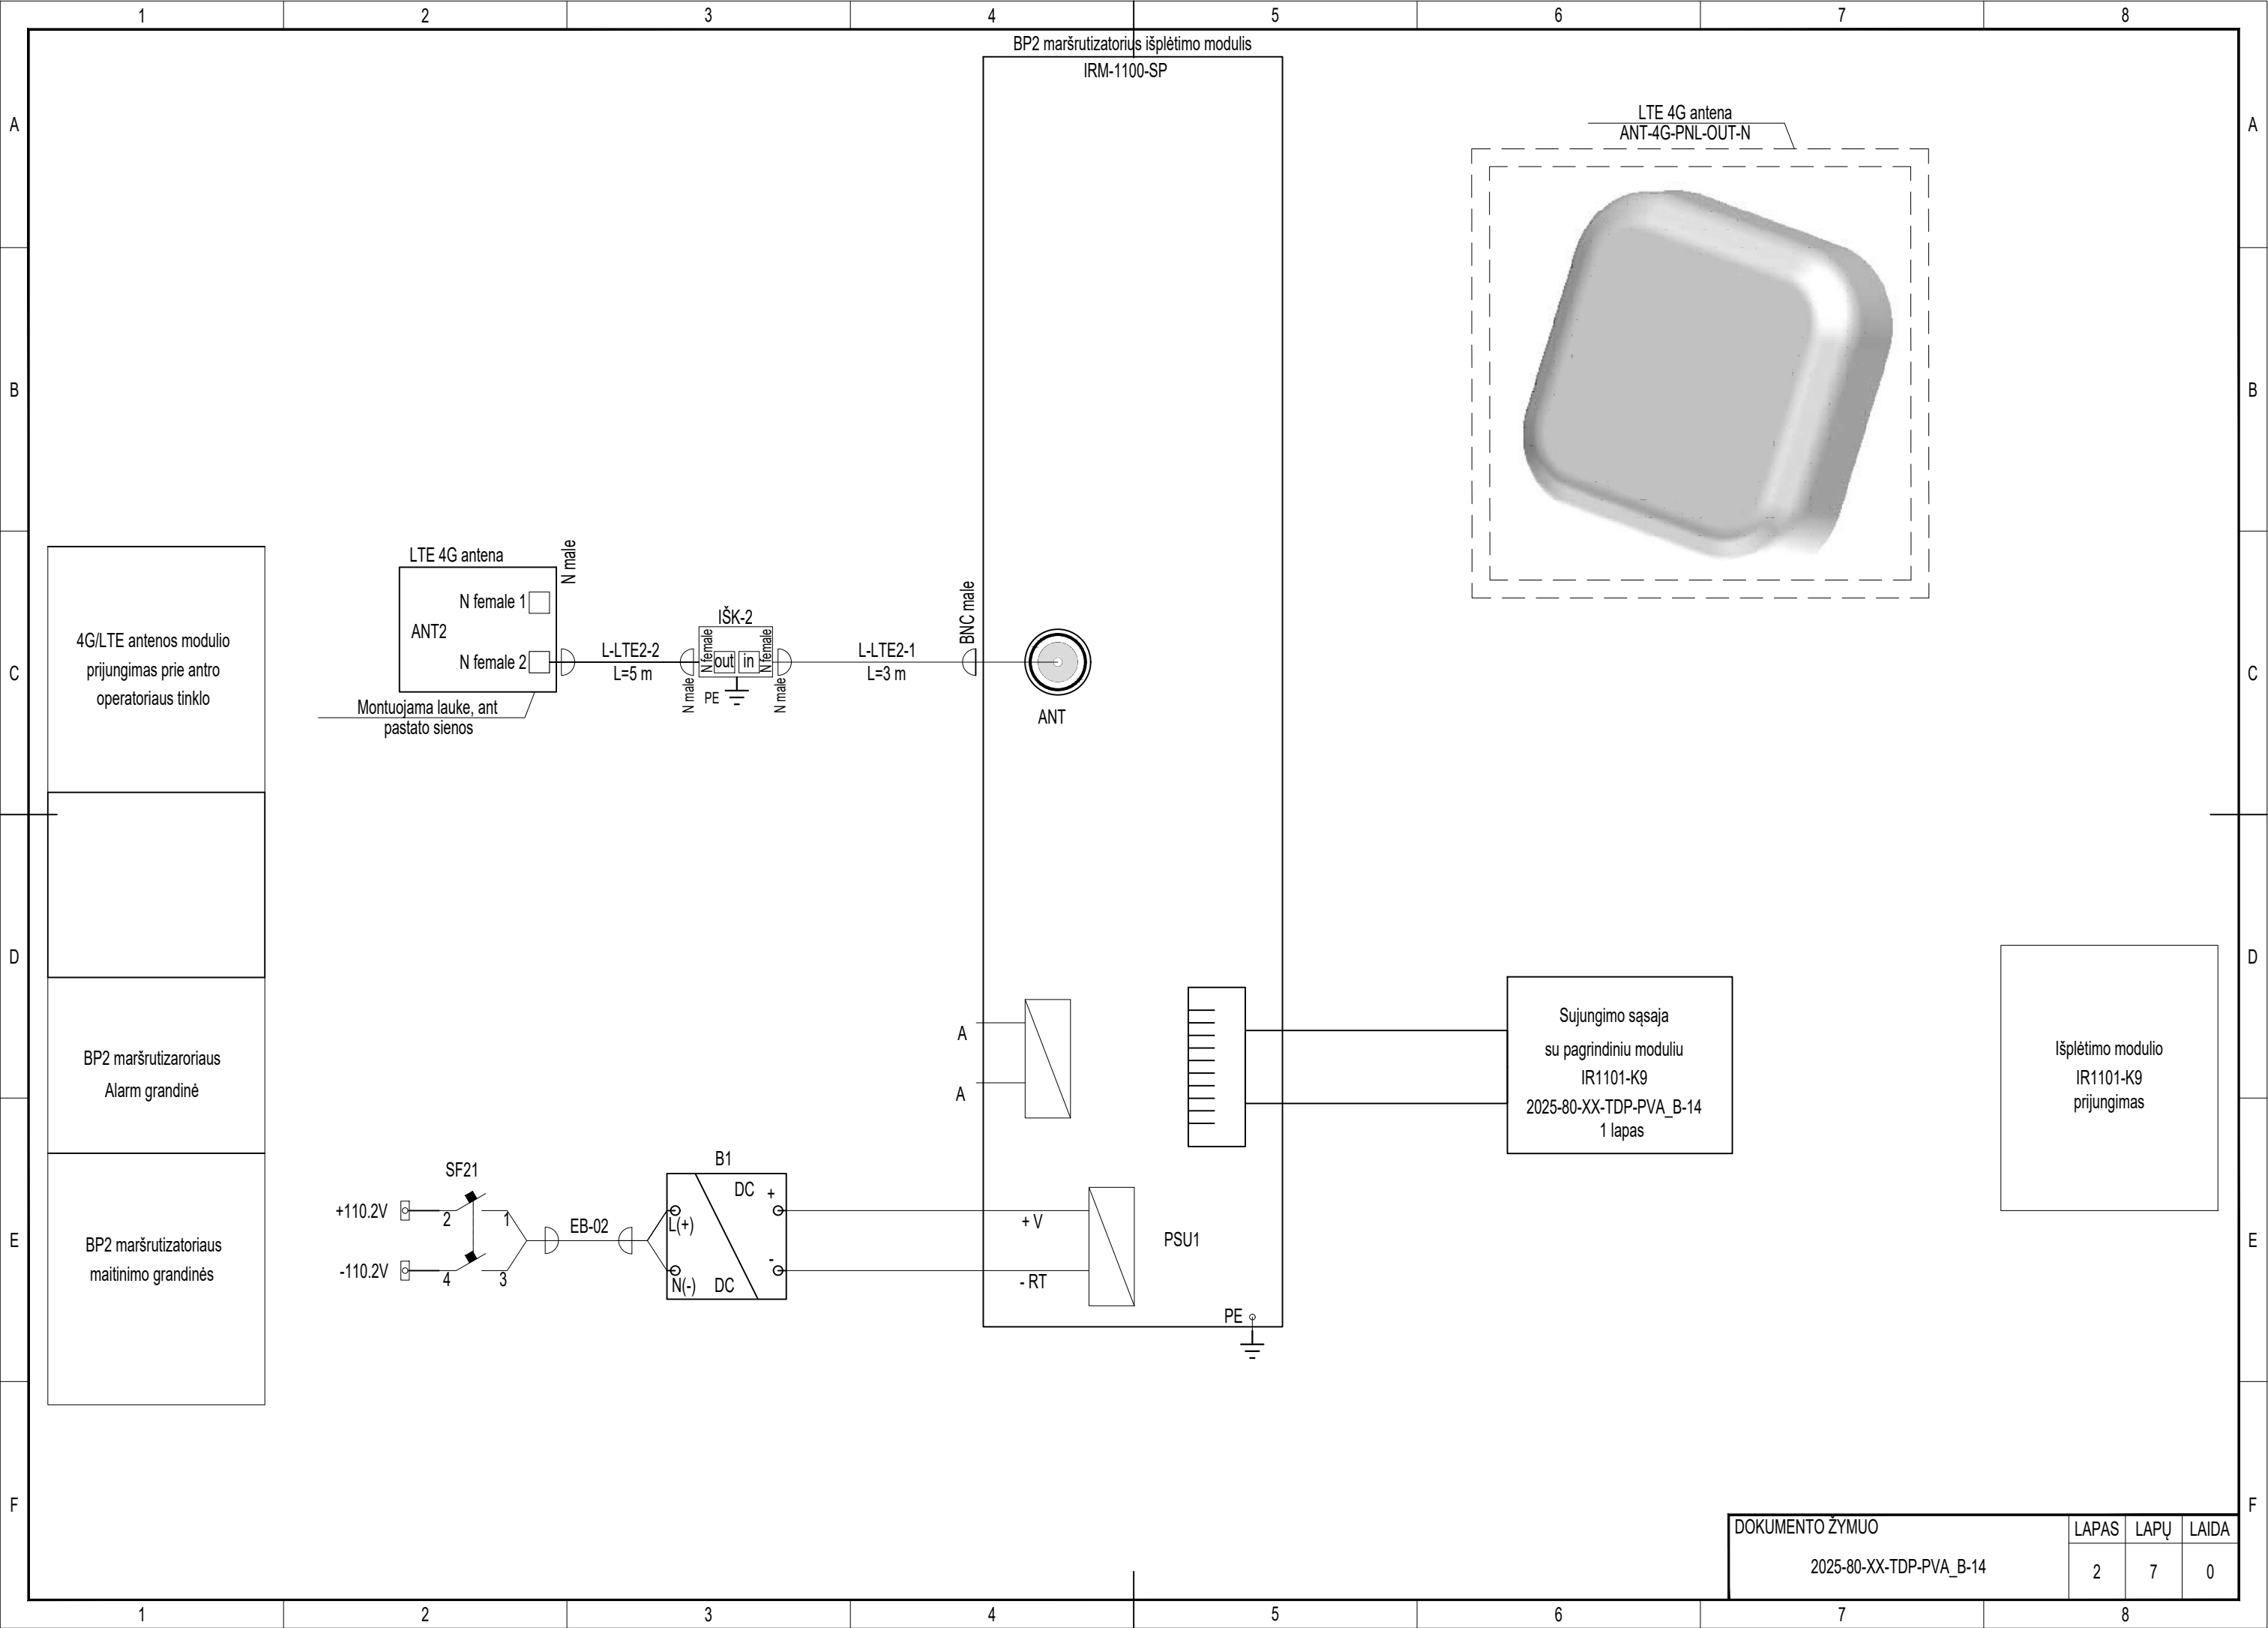 1 2 3 4 5 6 7 8
A A
B B
C C
D D
E E
F F
BP2 maršrutizatorius išplėtimo modulis
IRM-1100-SP
LTE 4G antena
ANT-4G-PNL-OUT-N
4G/LTE antenos modulio
prijungimas prie antro
operatoriaus tinklo
LTE 4G antena
N male
N female 1
ANT2
N female 2
Montuojama lauke, ant
pastato sienos
L-LTE2-2
L=5 m
IŠK-2
N female
out
in
N female
N male
PE
N male
L-LTE2-1
L=3 m
BNC male
ANT
BP2 maršrutizaroriaus
Alarm grandinė
A
A
Sujungimo sąsaja
su pagrindiniu moduliu
IR1101-K9
2025-80-XX-TDP-PVA_B-14
1 lapas
Išplėtimo modulio
IR1101-K9
prijungimas
BP2 maršrutizatoriaus
maitinimo grandinės
SF21
+110.2V
2
1
-110.2V
4
3
EB-02
B1
DC
+
L(+)
-
N(-)
DC
+ V
- RT
PSU1
PE
DOKUMENTO ŽYMUO
2025-80-XX-TDP-PVA_B-14
LAPAS LAPŲ LAIDA
2 7 0
1 2 3 4 5 6 7 8